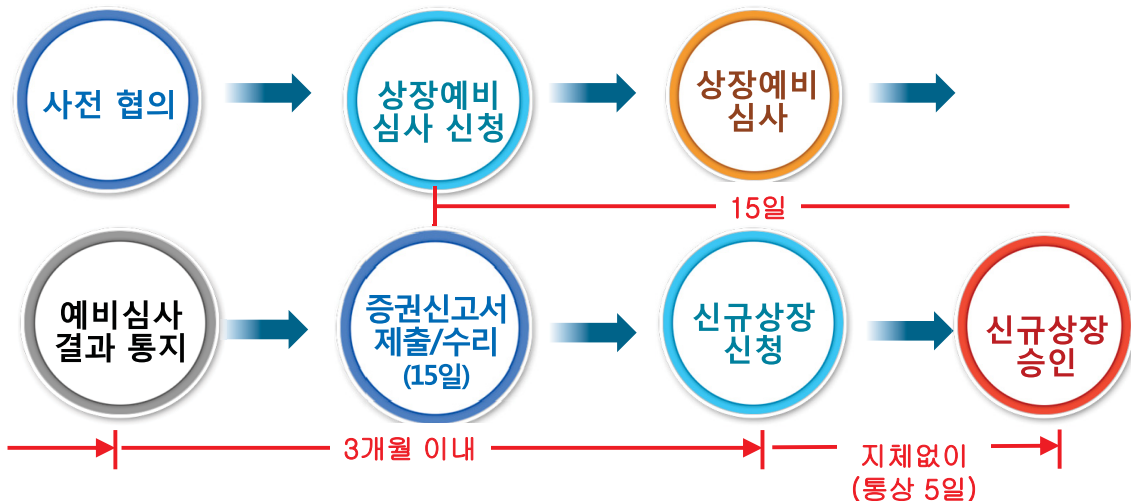 사전 협의
상장예비
심사 신청
상장예비
심사
15일
예비심사
결과 통지
증권신고서
제출/수리
(15일)
신규상장
신청
신규상장
승인
3개월 이내
지체없이
(통상 5일)